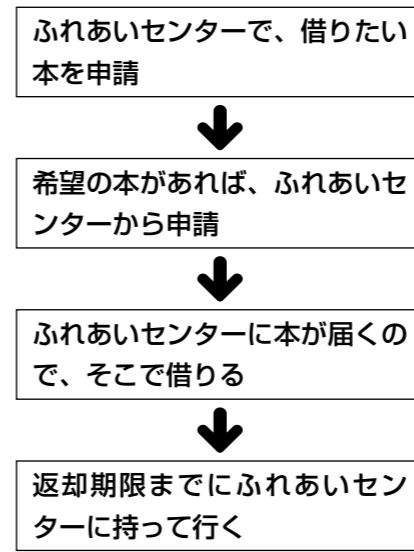 ふれあいセンターで、借りたい
本を申請
希望の本があれば、ふれあいセ
ンターから申請
ふれあいセンターに本が届くの
で、そこで借りる
返却期限までにふれあいセン
ターに持って行く